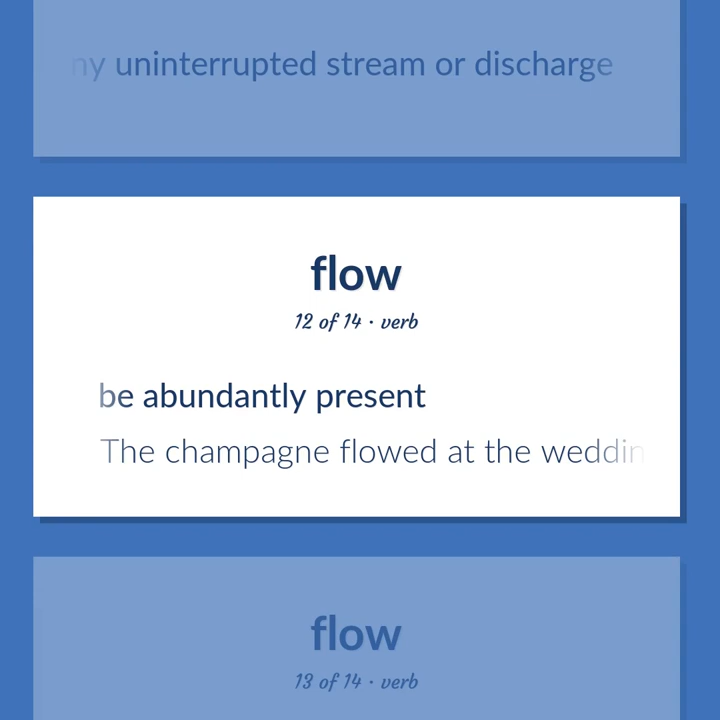 uninterrupted stream or discharge
flow
12 of 14 · verb
be abundantly present
The champagne flowed at the
flow
13 of 14 · verb